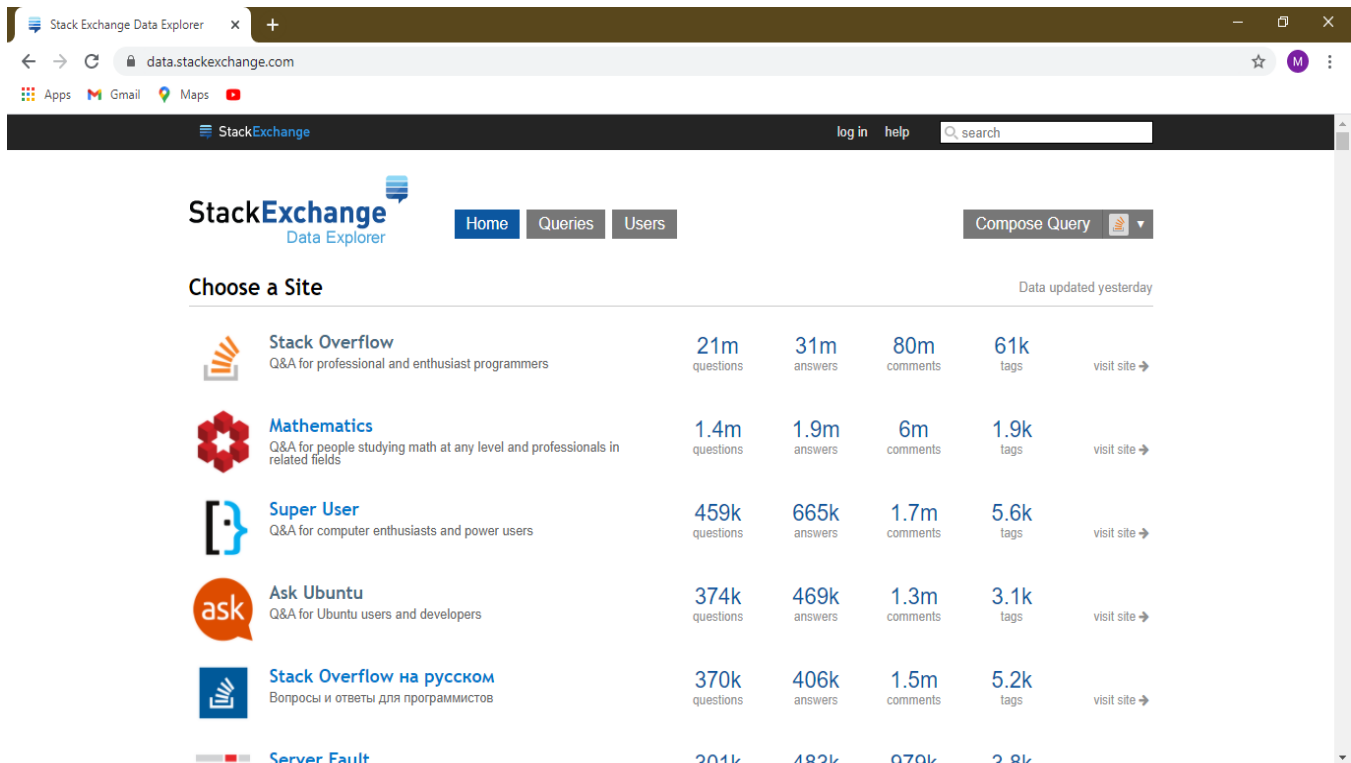 Stack Exchange Data Explorer
data.stackexchange.com
M
Apps Gmail Maps
StackExchange log in help search
StackExchange
Data Explorer
Home Queries Users Compose Query
Choose a Site Data updated yesterday
Stack Overflow
Q&A for professional and enthusiast programmers
21m 31m 80m 61k
questions answers comments tags visit site
Mathematics
Q&A for people studying math at any level and professionals in
related fields
1.4m 1.9m 6m 1.9k
questions answers comments tags visit site
Super User
Q&A for computer enthusiasts and power users
459k 665k 1.7m 5.6k
questions answers comments tags visit site
ask
Ask Ubuntu
Q&A for Ubuntu users and developers
374k 469k 1.3m 3.1k
questions answers comments tags visit site
Stack Overflow на русском
Вопросы и ответы для программистов
370k 406k 1.5m 5.2k
questions answers comments tags visit site
Server Fault
301k 483k 979k 3.8k